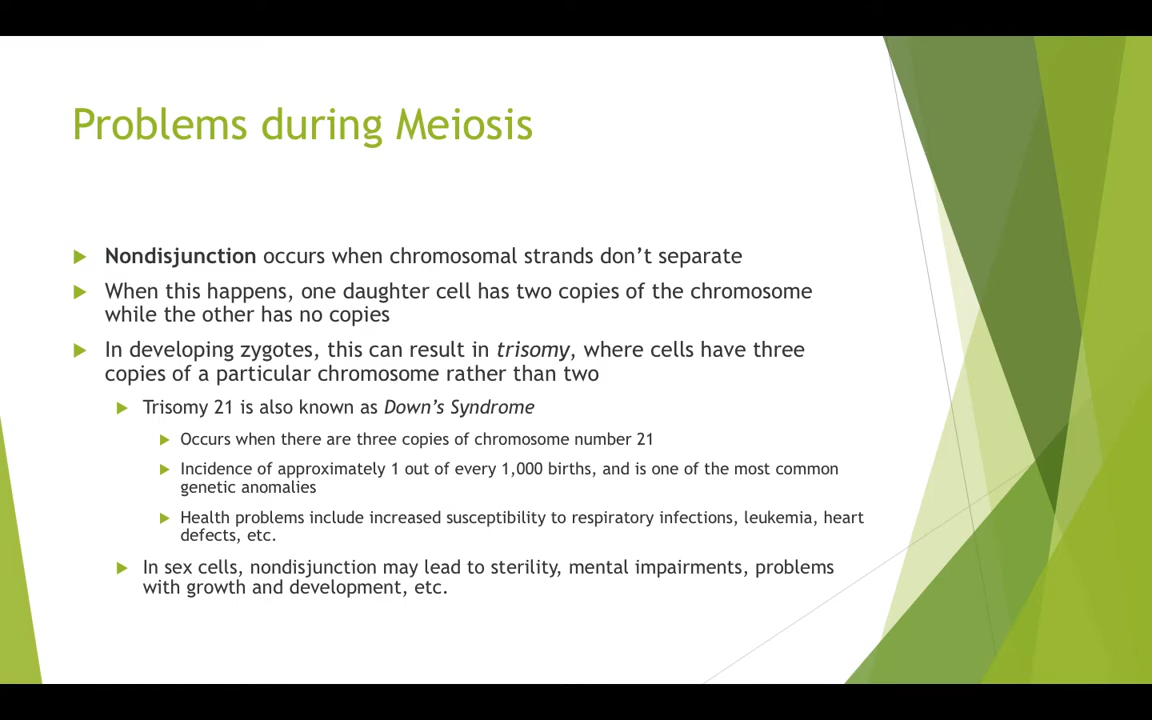 Problems during Meiosis
Nondisjunction occurs when chromosomal strands don’t separate
When this happens, one daughter cell has two copies of the chromosome
while the other has no copies
In developing zygotes, this can result in trisomy, where cells have three
copies of a particular chromosome rather than two
Trisomy 21 is also known as Down’s Syndrome
Occurs when there are three copies of chromosome number 21
Incidence of approximately 1 out of every 1,000 births, and is one of the most common
genetic anomalies
Health problems include increased susceptibility to respiratory infections, leukemia, heart
defects, etc.
In sex cells, nondisjunction may lead to sterility, mental impairments, problems
with growth and development, etc.